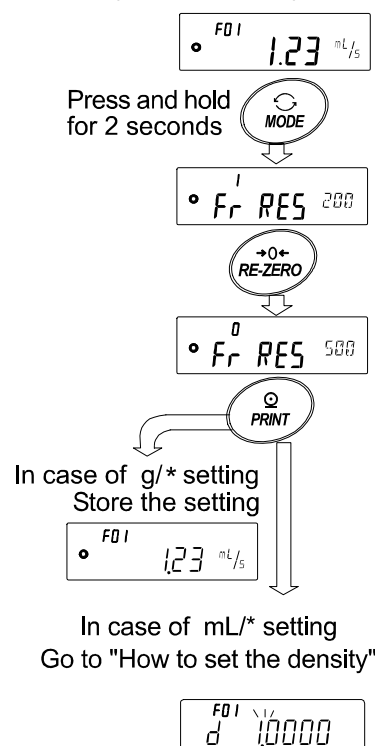 F01
1.23 mL/s
Press and hold
for 2 seconds
MODE
1
Fr RES 200
→0←
RE-ZERO
0
Fr RES 500
PRINT
In case of g/* setting
Store the setting
F01
1.23 mL/s
In case of mL/* setting
Go to "How to set the density"
F01
d 1.0000